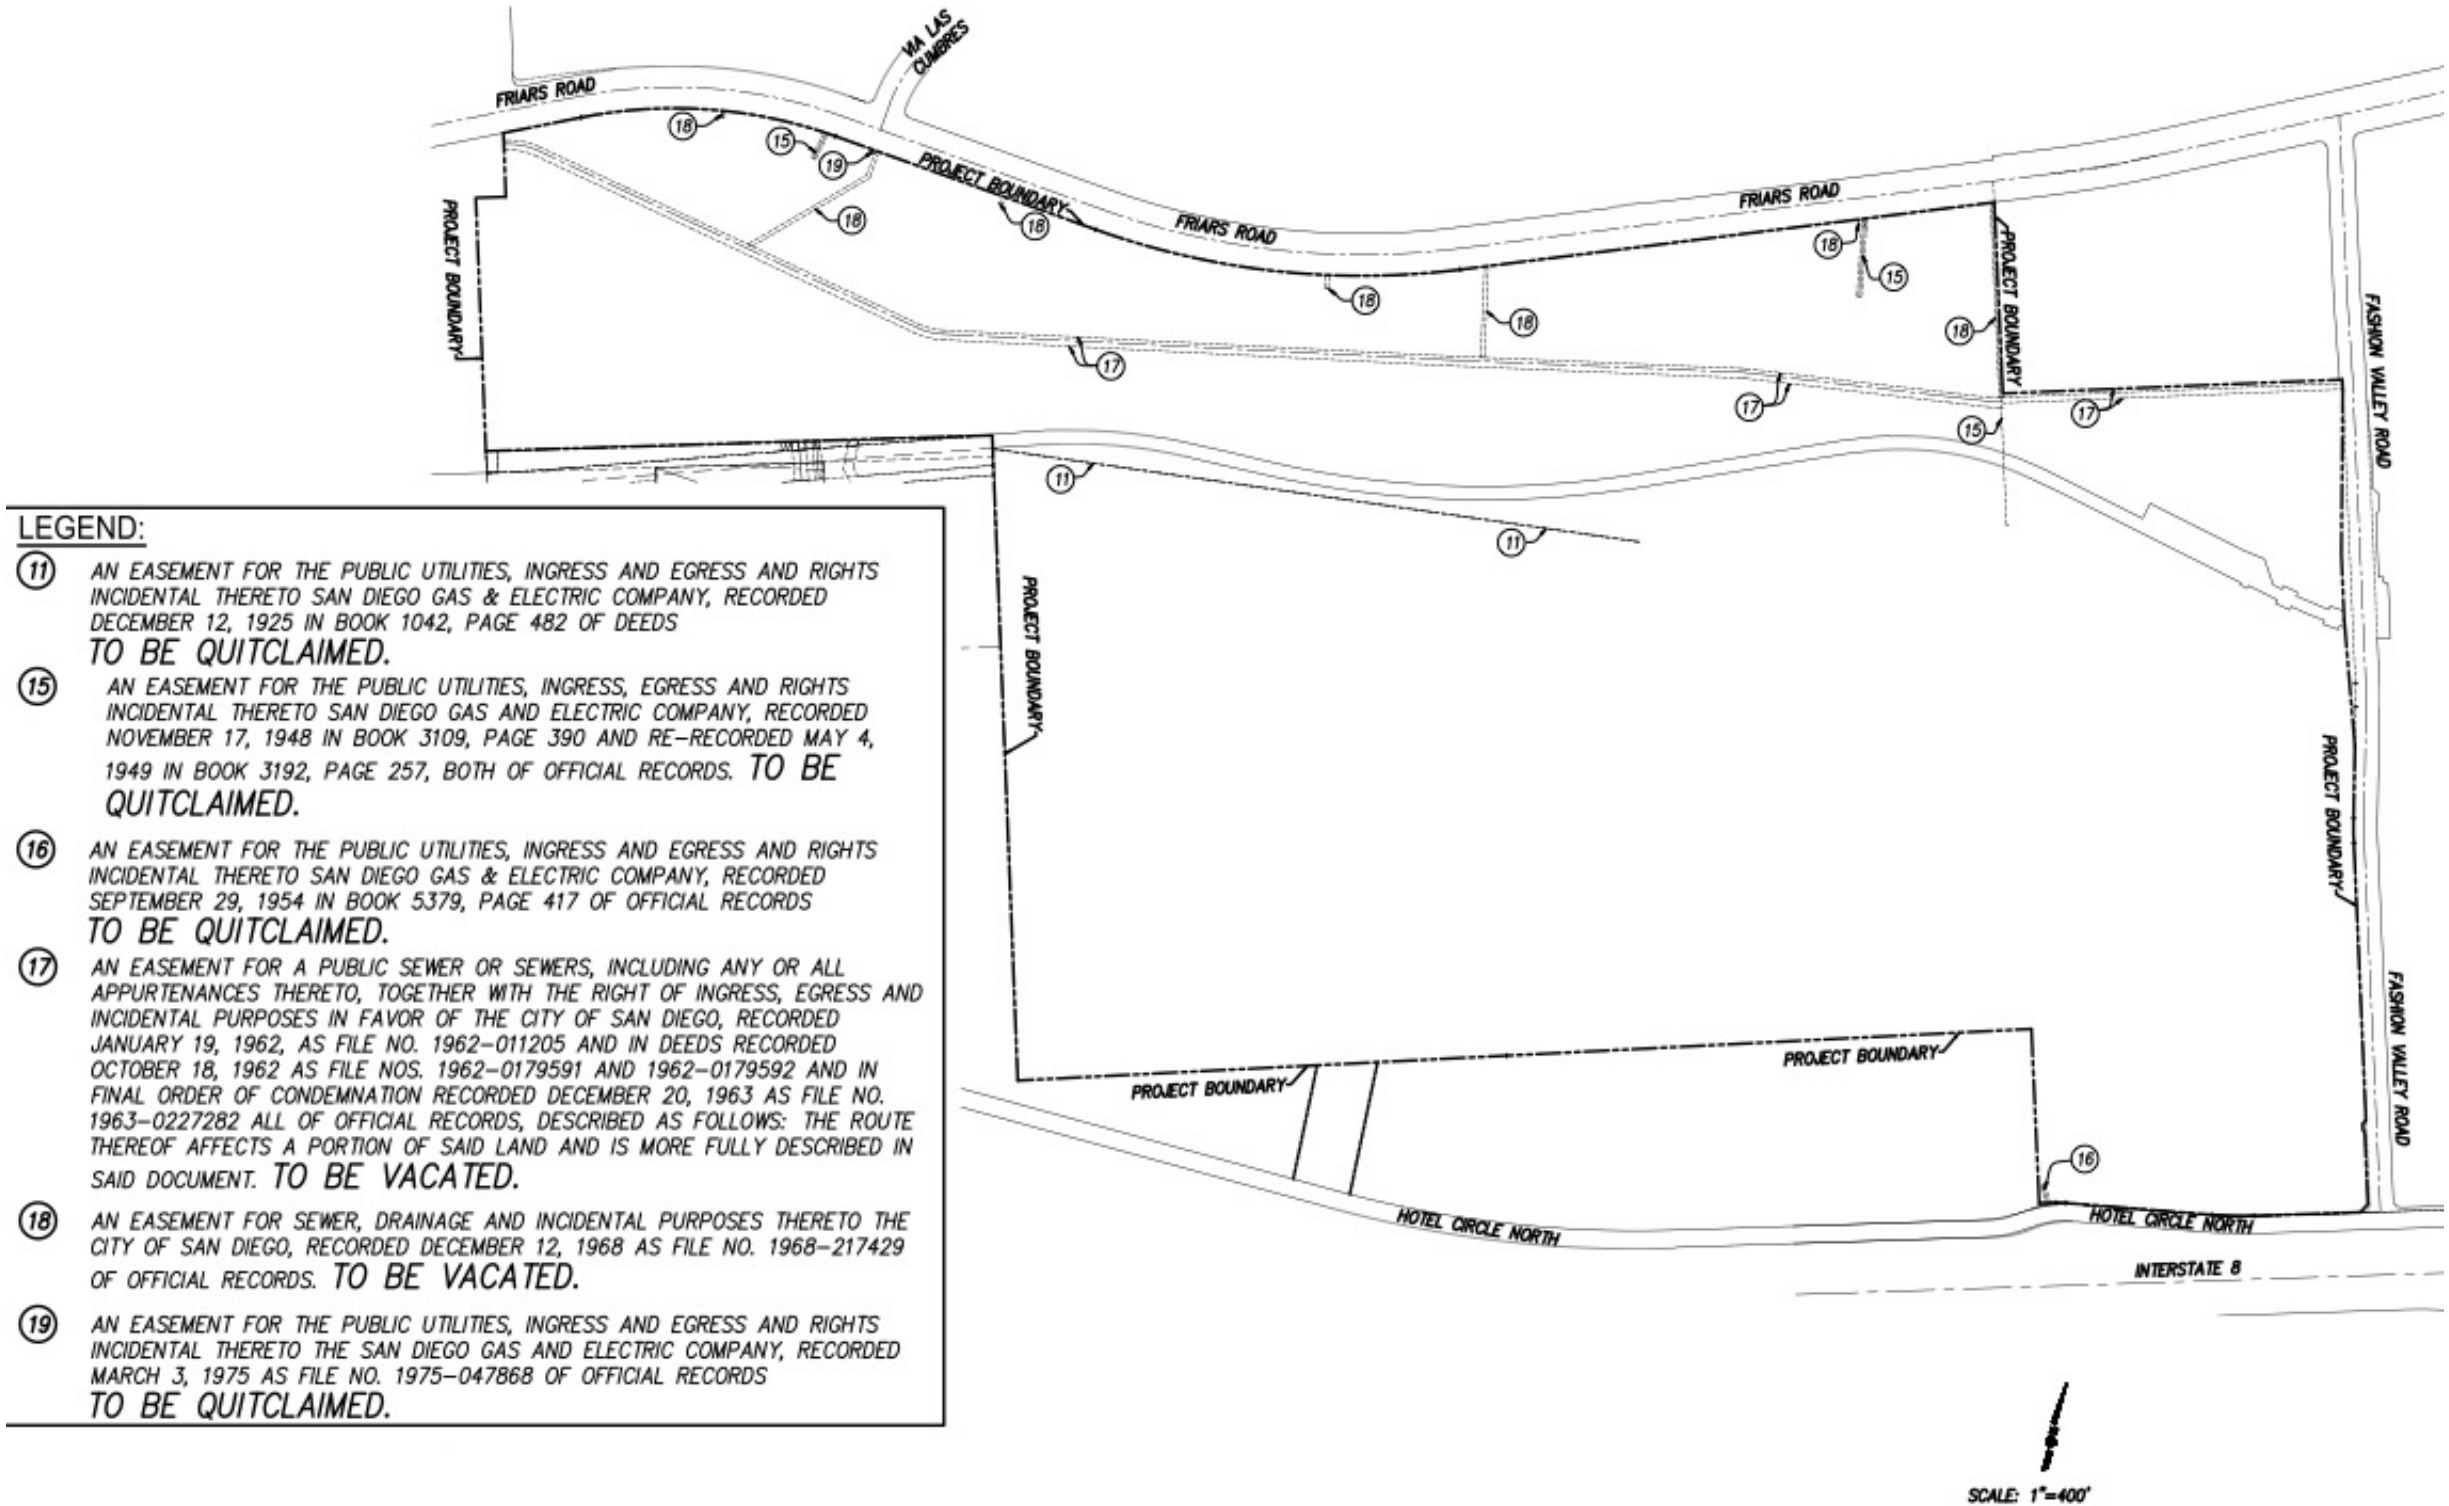 VIA LAS
CUMBRES
FRIARS ROAD
18
15
19
PROJECT BOUNDARY
18
18
FRIARS ROAD
FRIARS ROAD
18
15
18
18
18
PROJECT BOUNDARY
PROJECT BOUNDARY
FASHION VALLEY ROAD
17
17
17
15
11
11
LEGEND:
11 AN EASEMENT FOR THE PUBLIC UTILITIES, INGRESS AND EGRESS AND RIGHTS
INCIDENTAL THERETO SAN DIEGO GAS & ELECTRIC COMPANY, RECORDED
DECEMBER 12, 1925 IN BOOK 1042, PAGE 482 OF DEEDS
TO BE QUITCLAIMED.
15 AN EASEMENT FOR THE PUBLIC UTILITIES, INGRESS, EGRESS AND RIGHTS
INCIDENTAL THERETO SAN DIEGO GAS AND ELECTRIC COMPANY, RECORDED
NOVEMBER 17, 1948 IN BOOK 3109, PAGE 390 AND RE-RECORDED MAY 4,
1949 IN BOOK 3192, PAGE 257, BOTH OF OFFICIAL RECORDS. TO BE
QUITCLAIMED.
16 AN EASEMENT FOR THE PUBLIC UTILITIES, INGRESS AND EGRESS AND RIGHTS
INCIDENTAL THERETO SAN DIEGO GAS & ELECTRIC COMPANY, RECORDED
SEPTEMBER 29, 1954 IN BOOK 5379, PAGE 417 OF OFFICIAL RECORDS
TO BE QUITCLAIMED.
17 AN EASEMENT FOR A PUBLIC SEWER OR SEWERS, INCLUDING ANY OR ALL
APPURTENANCES THERETO, TOGETHER WITH THE RIGHT OF INGRESS, EGRESS AND
INCIDENTAL PURPOSES IN FAVOR OF THE CITY OF SAN DIEGO, RECORDED
JANUARY 19, 1962, AS FILE NO. 1962-011205 AND IN DEEDS RECORDED
OCTOBER 18, 1962 AS FILE NOS. 1962-0179591 AND 1962-0179592 AND IN
FINAL ORDER OF CONDEMNATION RECORDED DECEMBER 20, 1963 AS FILE NO.
1963-0227282 ALL OF OFFICIAL RECORDS, DESCRIBED AS FOLLOWS: THE ROUTE
THEREOF AFFECTS A PORTION OF SAID LAND AND IS MORE FULLY DESCRIBED IN
SAID DOCUMENT. TO BE VACATED.
18 AN EASEMENT FOR SEWER, DRAINAGE AND INCIDENTAL PURPOSES THERETO THE
CITY OF SAN DIEGO, RECORDED DECEMBER 12, 1968 AS FILE NO. 1968-217429
OF OFFICIAL RECORDS. TO BE VACATED.
19 AN EASEMENT FOR THE PUBLIC UTILITIES, INGRESS AND EGRESS AND RIGHTS
INCIDENTAL THERETO THE SAN DIEGO GAS AND ELECTRIC COMPANY, RECORDED
MARCH 3, 1975 AS FILE NO. 1975-047868 OF OFFICIAL RECORDS
TO BE QUITCLAIMED.
PROJECT BOUNDARY
PROJECT BOUNDARY
PROJECT BOUNDARY
PROJECT BOUNDARY
FASHION VALLEY ROAD
16
HOTEL CIRCLE NORTH
HOTEL CIRCLE NORTH
INTERSTATE 8
SCALE: 1"=400'